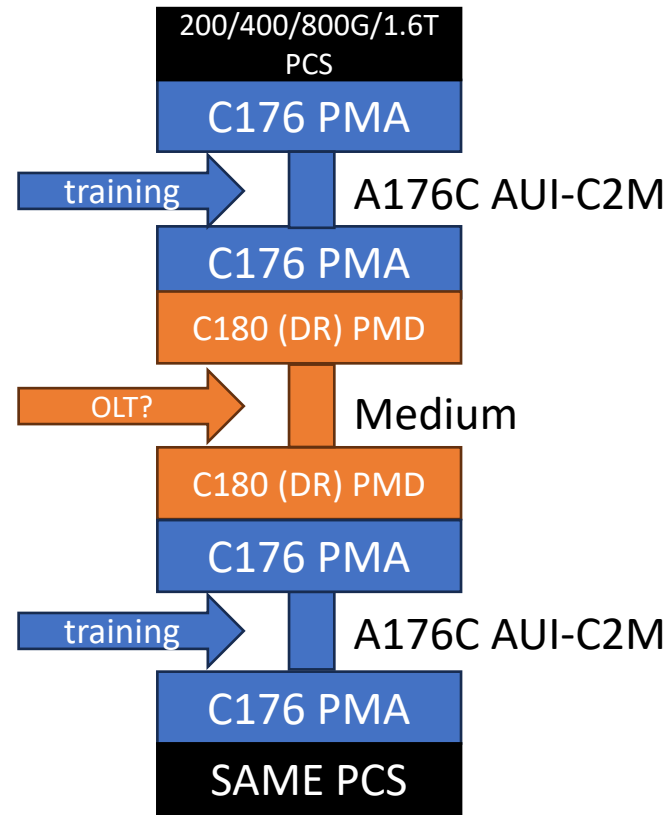 200/400/800G/1.6T
PCS
C176 PMA
training
A176C AUI-C2M
C176 PMA
C180 (DR) PMD
OLT?
Medium
C180 (DR) PMD
C176 PMA
training
A176C AUI-C2M
C176 PMA
SAME PCS